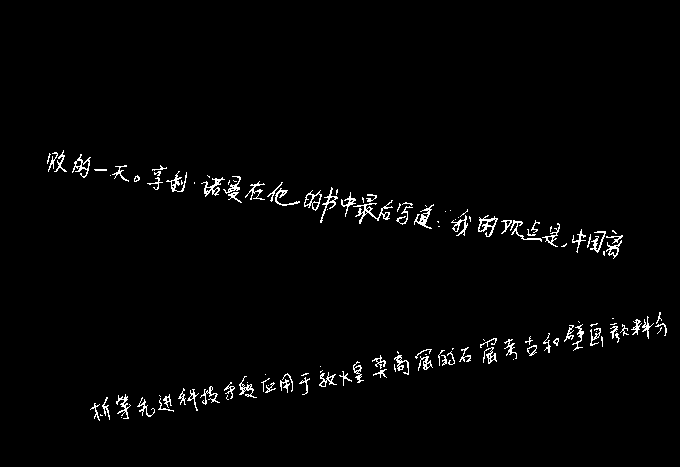 败的一天。亨利·诺曼在他的书中最后写道：“我的观点是，中国离
析等先进科技手段应用于敦煌莫高窟的石窟考古和壁画颜料分